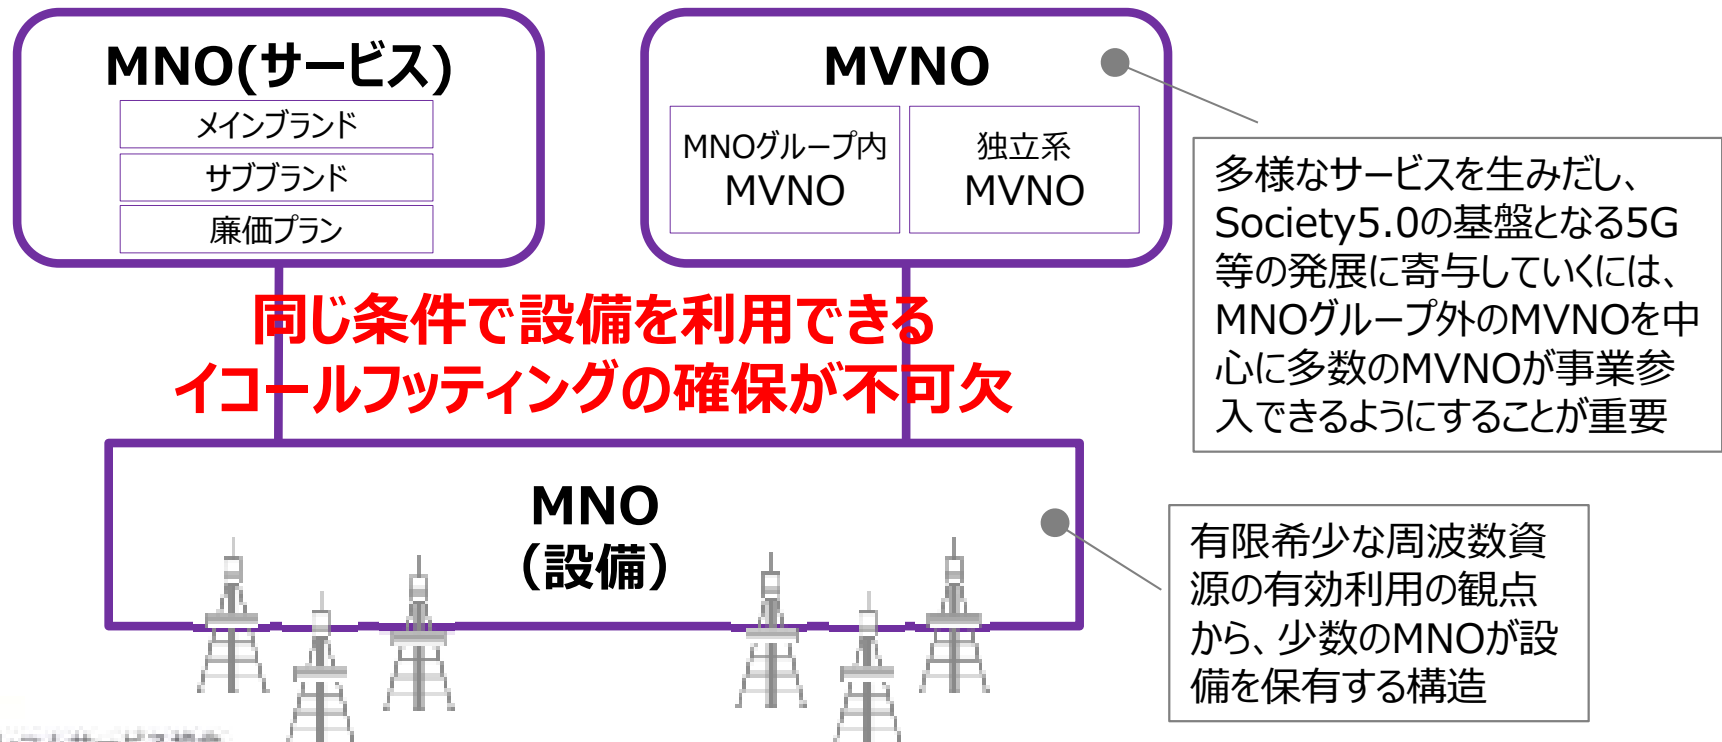 MNO(サービス)
メインブランド
サブブランド
廉価プラン
MVNO
MNOグループ内
MVNO
独立系
MVNO
多様なサービスを生みだし、
Society5.0の基盤となる5G
等の発展に寄与していくには、
MNOグループ外のMVNOを中
心に多数のMVNOが事業参
入できるようにすることが重要
同じ条件で設備を利用できる
イコールフッティングの確保が不可欠
MNO
（設備）
有限希少な周波数資
源の有効利用の観点
から、少数のMNOが設
備を保有する構造